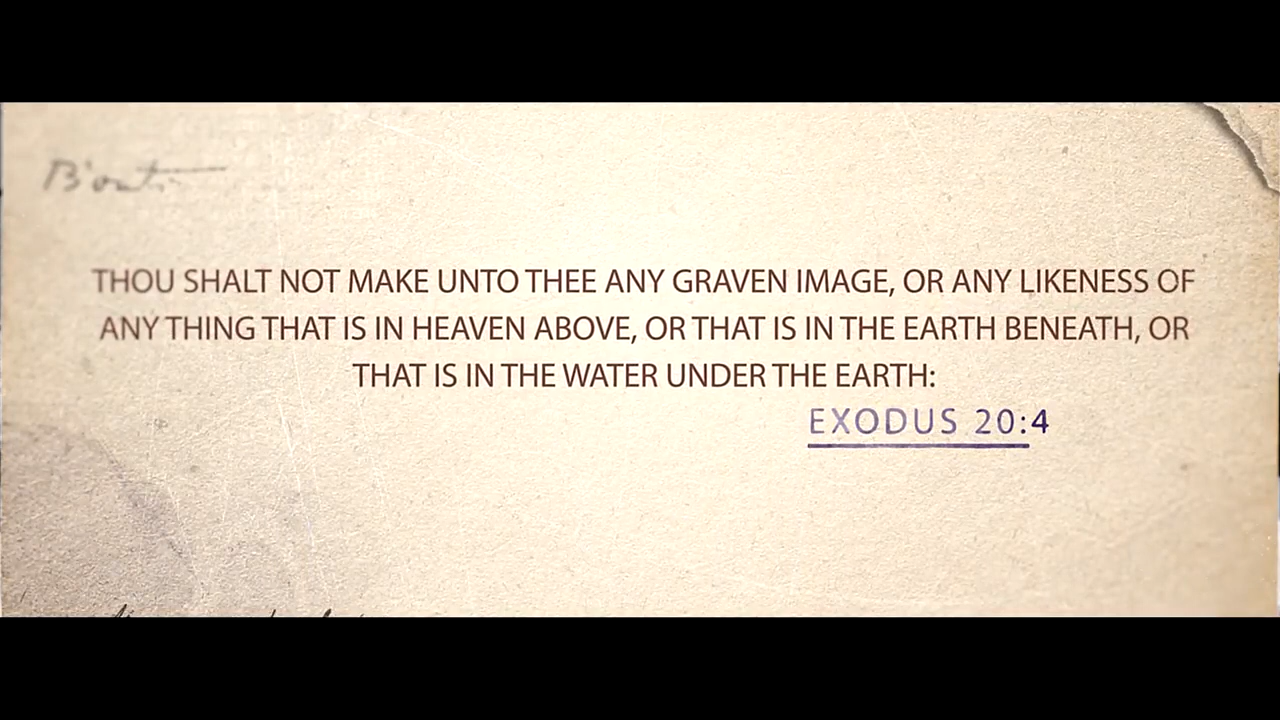 THOU SHALT NOT MAKE UNTO THEE ANY GRAVEN IMAGE, OR ANY LIKENESS OF
ANY THING THAT IS IN HEAVEN ABOVE, OR THAT IS IN THE EARTH BENEATH, OR
THAT IS IN THE WATER UNDER THE EARTH:
EXODUS 20:4